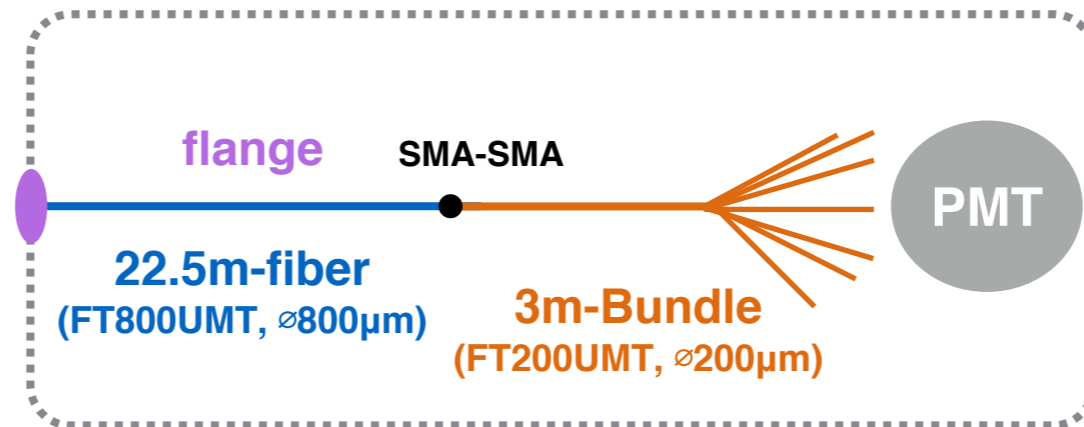 flange
SMA-SMA
PMT
22.5m-fiber
(FT800UMT, ⌀800μm)
3m-Bundle
(FT200UMT, ⌀200μm)